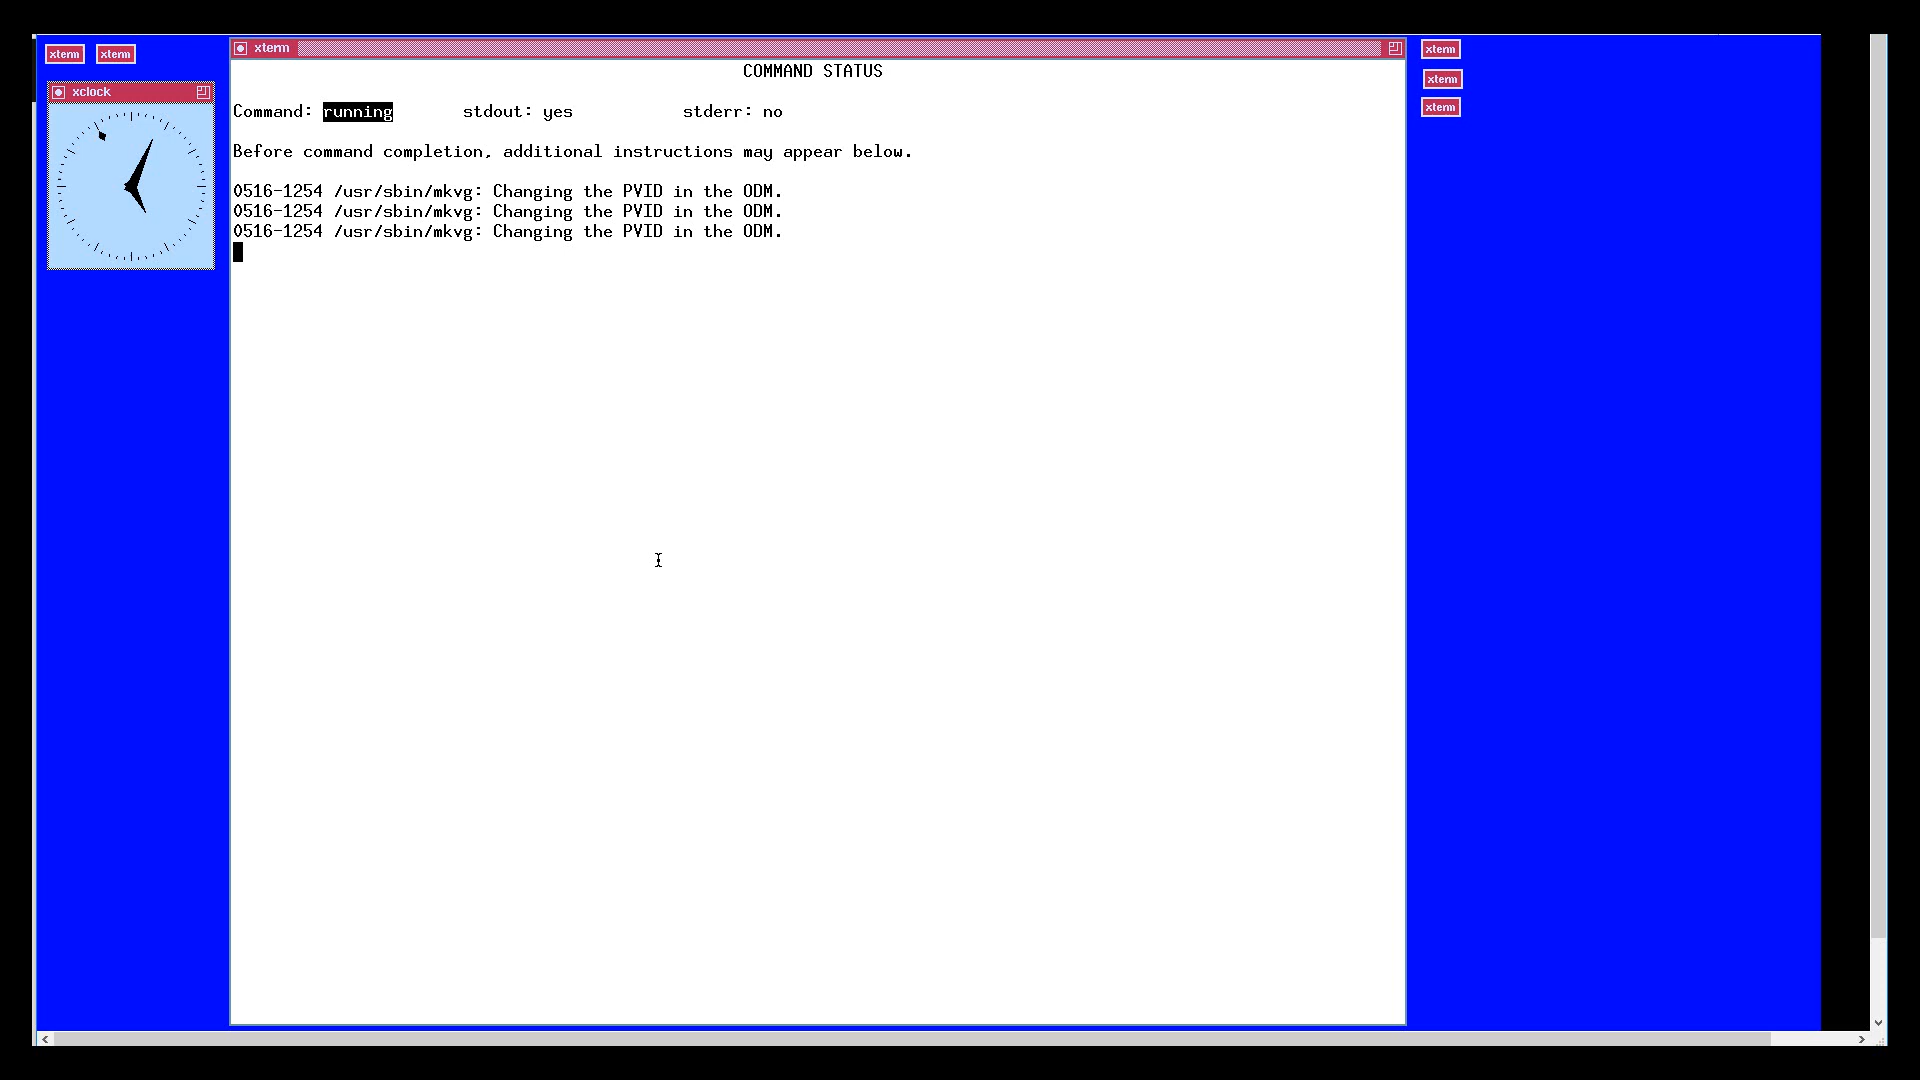 xterm xterm
xclock
xterm
COMMAND STATUS
Command: running stdout: yes stderr: no
Before command completion, additional instructions may appear below.
0516-1254 /usr/sbin/mkvg: Changing the PVID in the ODM.
0516-1254 /usr/sbin/mkvg: Changing the PVID in the ODM.
0516-1254 /usr/sbin/mkvg: Changing the PVID in the ODM.
xterm
xterm
xterm